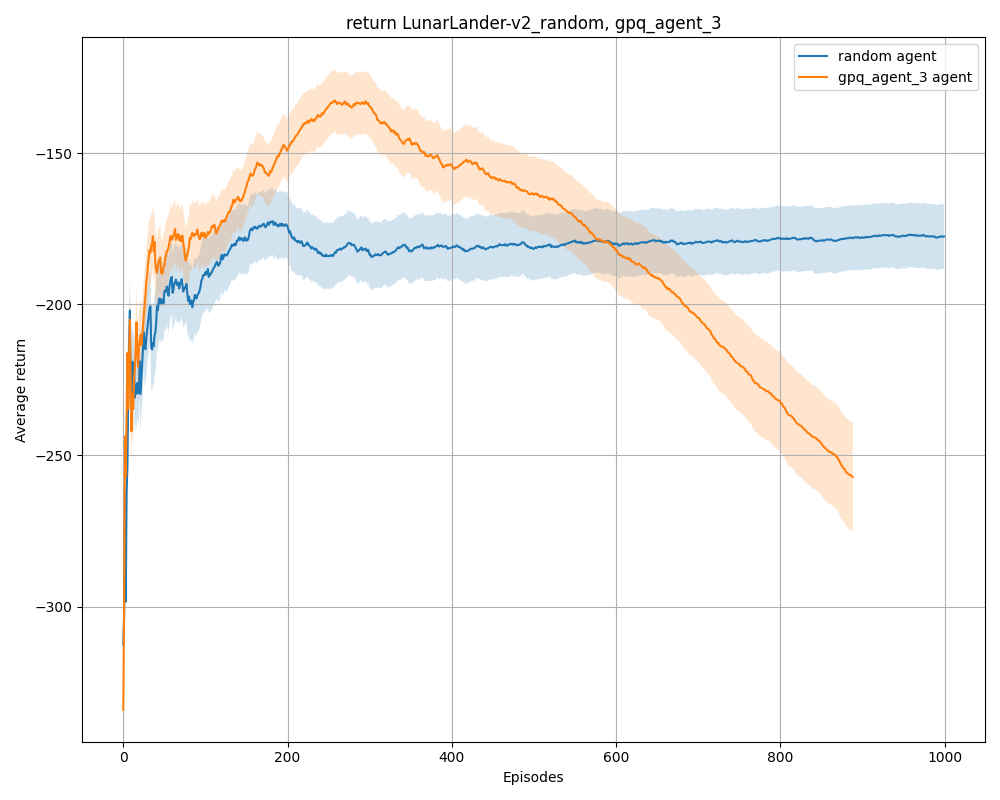 return LunarLander-v2_random, gpq_agent_3
random agent
gpq_agent_3 agent
Average return
−150
−200
−250
−300
0
200
400
600
800
1000
Episodes